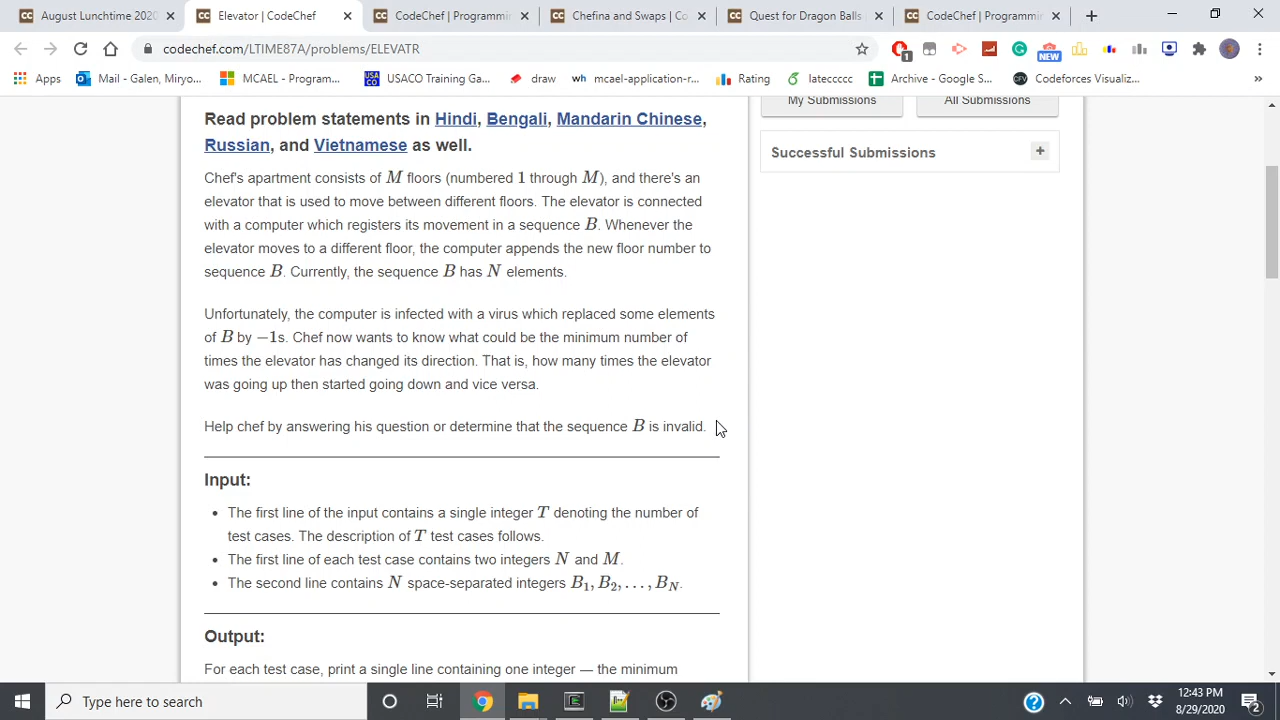 August Lunchtime 2020
Elevator | CodeChef
CodeChef | Programmi
Chefina and Swaps | Co
Quest for Dragon Balls
CodeChef | Programmi
codechef.com/LTIME87A/problems/ELEVATR
1
NEW
Apps
Mail - Galen, Miryo...
MCAEL - Program...
USACO Training Ga...
draw
wh mcael-application-r...
Rating
lateccccc
Archive - Google S...
Codeforces Visualiz...
»
Read problem statements in Hindi, Bengali, Mandarin Chinese,
Russian, and Vietnamese as well.
Chef's apartment consists of M floors (numbered 1 through M), and there's an
elevator that is used to move between different floors. The elevator is connected
with a computer which registers its movement in a sequence B. Whenever the
elevator moves to a different floor, the computer appends the new floor number to
sequence B. Currently, the sequence B has N elements.
Unfortunately, the computer is infected with a virus which replaced some elements
of B by −1s. Chef now wants to know what could be the minimum number of
times the elevator has changed its direction. That is, how many times the elevator
was going up then started going down and vice versa.
Help chef by answering his question or determine that the sequence B is invalid.
Input:
• The first line of the input contains a single integer T denoting the number of
test cases. The description of T test cases follows.
• The first line of each test case contains two integers N and M.
• The second line contains N space-separated integers B1, B2, . . . , BN.
Output:
For each test case, print a single line containing one integer — the minimum
My Submissions
All Submissions
Successful Submissions
+
Type here to search
12:43 PM
8/29/2020
2